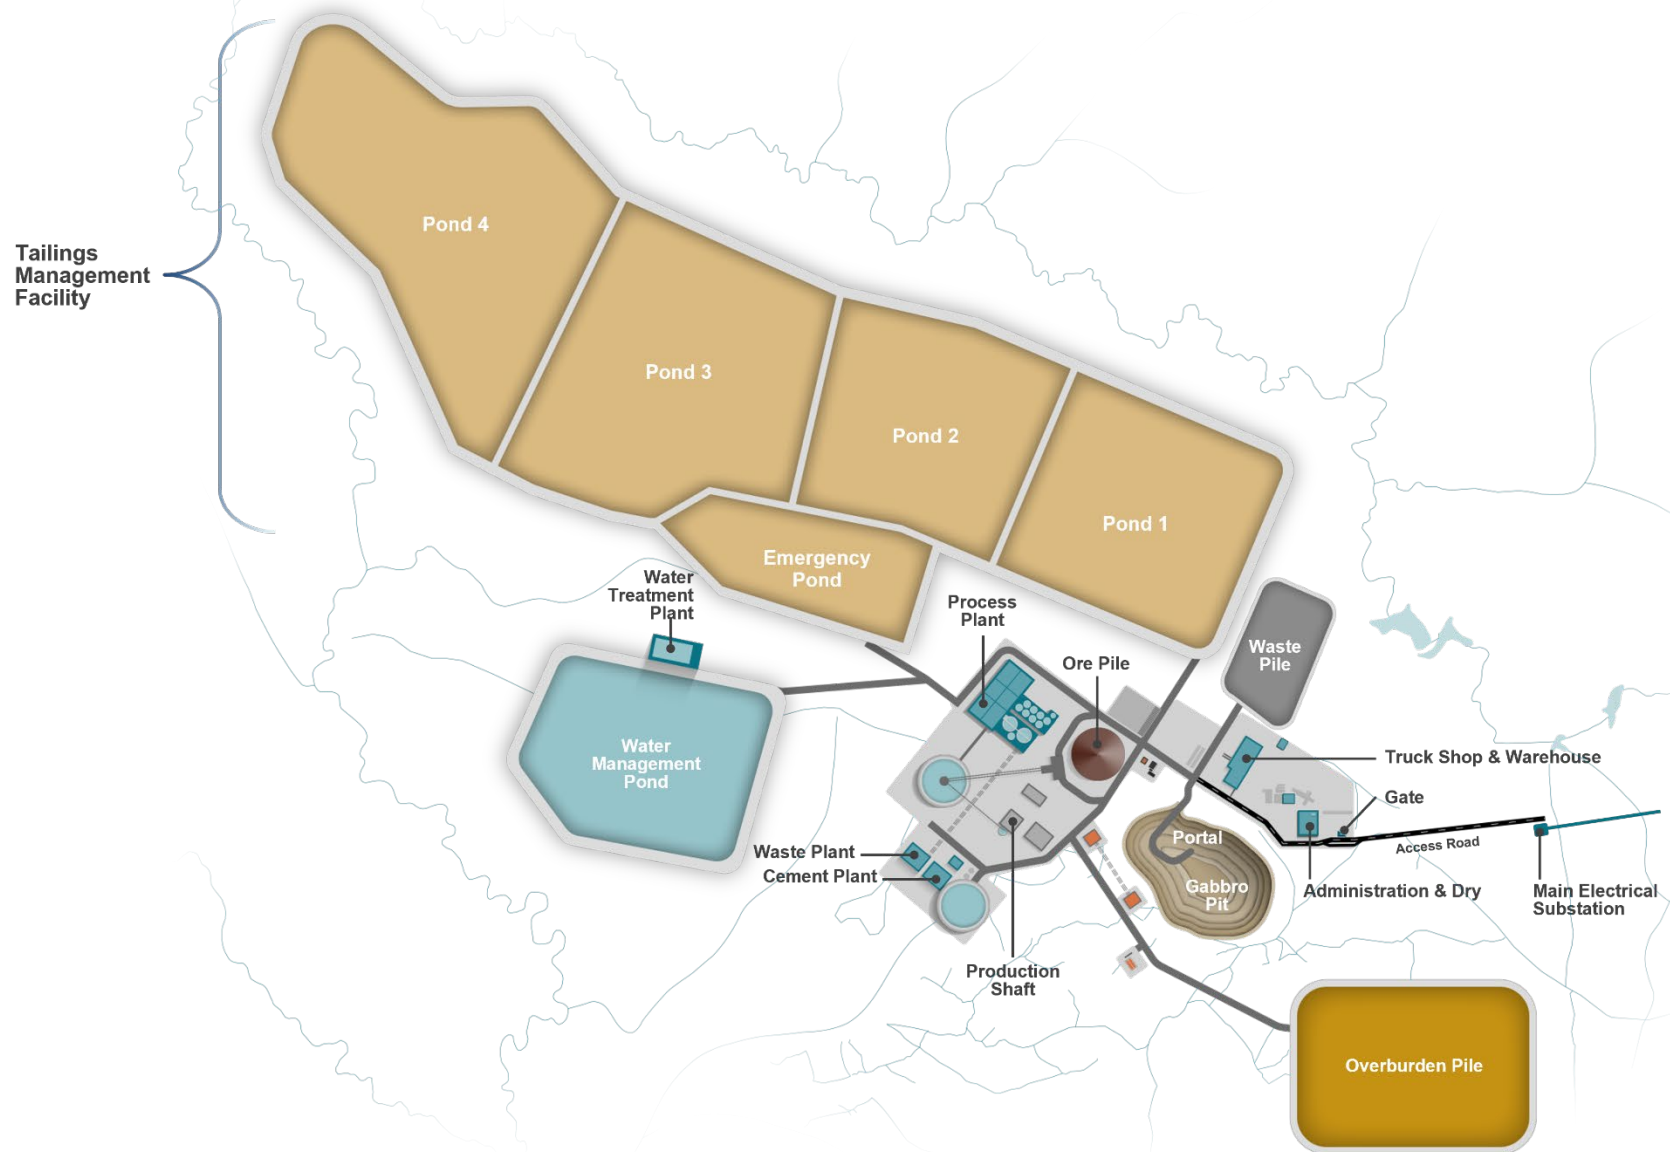 Pond 4
Tailings
Management
Facility
Pond 3
Pond 2
Pond 1
Emergency
Pond
Water
Treatment
Plant
Process
Plant
Ore Pile
Waste
Pile
Water
Management
Pond
Truck Shop & Warehouse
Gate
Portal
Access Road
Waste Plant
Cement Plant
Gabbro
Pit
Administration & Dry
Main Electrical
Substation
Production
Shaft
Overburden Pile